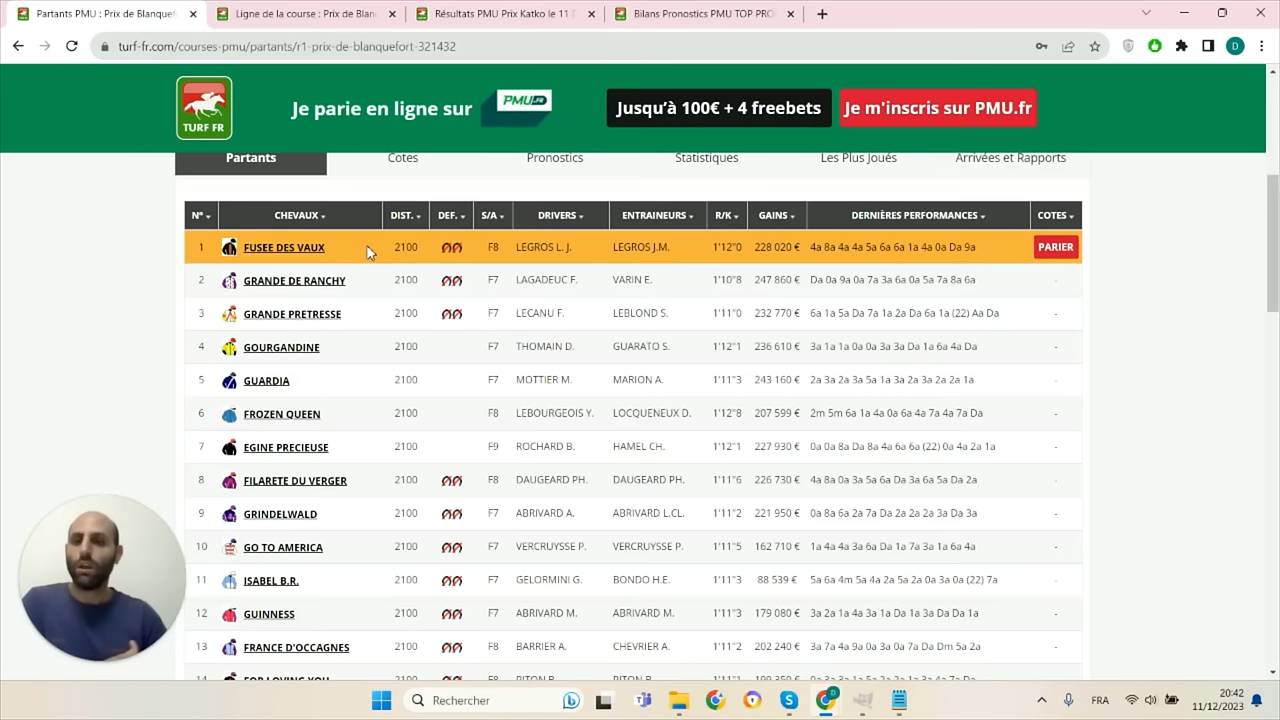 Partants PMU : Prix de Blanquef
Ligne de la course : Prix de Blan
Résultats PMU Prix Katko le 11
Bilans Pronostics PMU TOP PRO
turf-fr.com/courses-pmu/partants/r1-prix-de-blanquefort-321432
D
TURF FR
Je parie en ligne sur
PMU.fr
Jusqu'à 100€ + 4 freebets
Je m'inscris sur PMU.fr
Partants Cotes Pronostics Statistiques Les Plus Joués Arrivées et Rapports
N° CHEVAUX DIST. DEF. S/A DRIVERS ENTRAINEURS R/K GAINS DERNIÈRES PERFORMANCES COTES
1 FUSEE DES VAUX 2100 F8 LEGROS L. J. LEGROS J.M. 1'12"0 228 020 € 4a 8a 4a 4a 5a 6a 6a 1a 4a 0a Da 9a PARIER
2 GRANDE DE RANCHY 2100 F7 LAGADEUC F. VARIN E. 1'10"8 247 860 € Da 0a 9a 0a 7a 3a 6a 0a 5a 7a 8a 6a -
3 GRANDE PRETRESSE 2100 F7 LECANU F. LEBLOND S. 1'11"0 232 770 € 6a 1a 5a Da 7a 1a 2a Da 6a 1a (22) Aa Da -
4 GOURGANDINE 2100 F7 THOMAIN D. GUARATO S. 1'12"1 236 610 € 3a 1a 1a 0a 0a 3a 3a Da 1a 6a 4a Da -
5 GUARDIA 2100 F7 MOTTIER M. MARION A. 1'11"3 243 160 € 2a 3a 2a 3a 5a 1a 3a 2a 3a 2a 2a 1a -
6 FROZEN QUEEN 2100 F8 LEBOURGEOIS Y. LOCQUENEUX D. 1'12"8 207 599 € 2m 5m 6a 1a 4a 0a 6a 4a 7a 4a 7a Da -
7 EGINE PRECIEUSE 2100 F9 ROCHARD B. HAMEL CH. 1'12"1 227 930 € 0a 0a 8a Da 8a 4a 6a 6a (22) 0a 4a 2a 1a -
8 FILARETE DU VERGER 2100 F8 DAUGEARD PH. DAUGEARD PH. 1'11"6 226 730 € 4a 8a 0a 3a 5a 6a Da 3a 6a 5a Da 2a -
9 GRINDELWALD 2100 F7 ABRIVARD A. ABRIVARD L.CL. 1'11"2 221 950 € 0a 8a 6a 2a 7a Da 2a 2a 2a 3a Da 3a -
10 GO TO AMERICA 2100 F7 VERCRUYSSE P. VERCRUYSSE P. 1'11"5 162 710 € 1a 4a 4a 3a 6a Da 1a 7a 3a 1a 6a 4a -
11 ISABEL B.R. 2100 F7 GELORMINI G. BONDO H.E. 1'11"3 88 539 € 5a 6a 4m 5a 4a 2a 5a 2a 0a 3a 0a (22) 7a -
12 GUINNESS 2100 F7 ABRIVARD M. ABRIVARD M. 1'11"3 179 080 € 3a 2a 1a 4a 3a 1a Da 1a 3a Da Da 1a -
13 FRANCE D'OCCAGNES 2100 F8 BARRIER A. CHEVRIER A. 1'11"2 202 240 € 3a 7a 4a 9a 0a 3a 0a 7a Da Dm 5a 2a -
Rechercher
FRA
20:42
11/12/2023